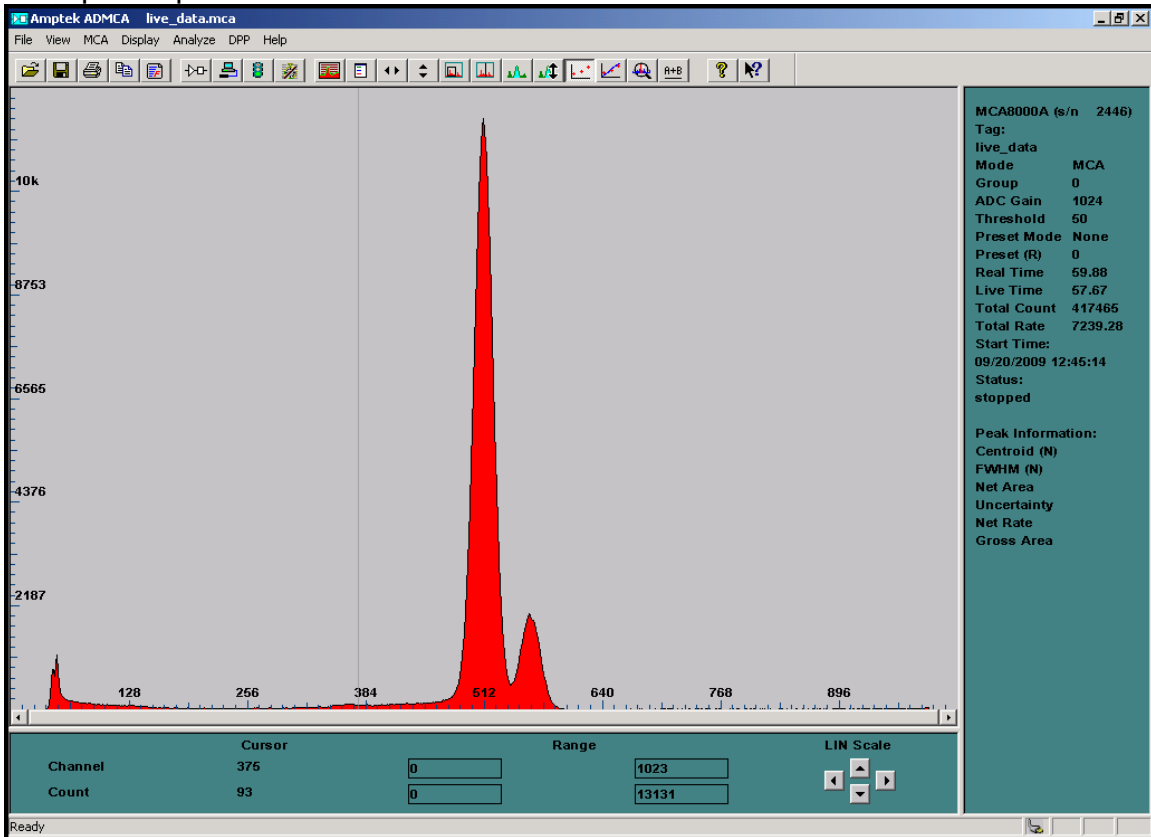 Amptek ADMCA live_data.mca
File View MCA Display Analyze DPP Help
A+B
10k
8753
6565
4376
2187
128 256 384 512 640 768 896
MCA8000A (s/n 2446)
Tag:
live_data
Mode MCA
Group 0
ADC Gain 1024
Threshold 50
Preset Mode None
Preset (R) 0
Real Time 59.88
Live Time 57.67
Total Count 417465
Total Rate 7239.28
Start Time:
09/20/2009 12:45:14
Status:
stopped
Peak Information:
Centroid (N)
FWHM (N)
Net Area
Uncertainty
Net Rate
Gross Area
Cursor Range LIN Scale
Channel 375 0 1023
Count 93 0 13131
Ready